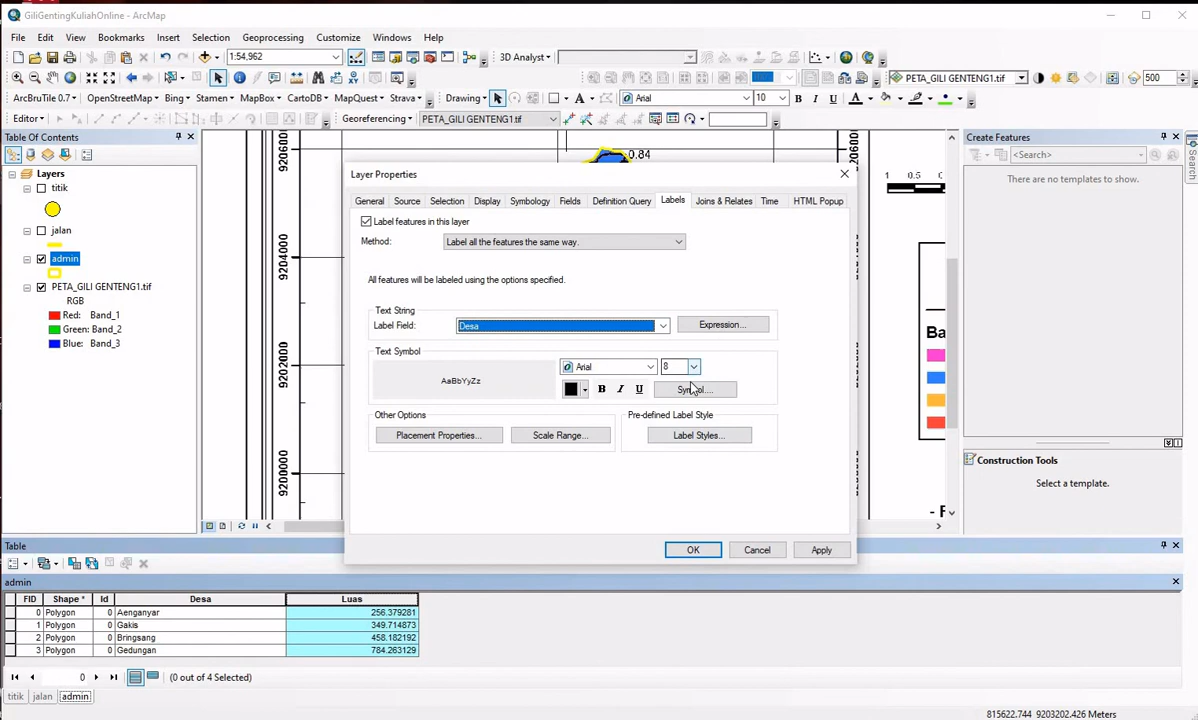 GiliGentingKuliahOnline - ArcMap
File Edit View Bookmarks Insert Selection Geoprocessing Customize Windows Help
1:54,962 3D Analyst
PETA_GILI GENTENG1.tif 500
ArcBruTile 0.7 OpenStreetMap Bing Stamen MapBox CartoDB MapQuest Strava Drawing A Arial 10 B I U A
Editor Georeferencing PETA_GILI GENTENG1.tif
Table Of Contents
Layers
titik
jalan
admin
PETA_GILI GENTENG1.tif
RGB
Red: Band_1
Green: Band_2
Blue: Band_3
9206000
9204000
9202000
9200000
0.84
9206000
1 0.5 0
Ba
- F
Layer Properties
General Source Selection Display Symbology Fields Definition Query Labels Joins & Relates Time HTML Popup
Label features in this layer
Method: Label all the features the same way.
All features will be labeled using the options specified.
Text String
Label Field: Desa Expression...
Text Symbol
AaBbYyZz Arial 8
B I U Symbol...
Other Options Pre-defined Label Style
Placement Properties... Scale Range... Label Styles...
OK Cancel Apply
Create Features
<Search>
There are no templates to show.
Construction Tools
Select a template.
Search
Table
admin
FID Shape * Id Desa Luas
0 Polygon 0 Aenganyar 256.379281
1 Polygon 0 Gakis 349.714873
2 Polygon 0 Bringsang 458.182192
3 Polygon 0 Gedungan 784.263129
0 (0 out of 4 Selected)
titik jalan admin
815622.744 9203202.426 Meters